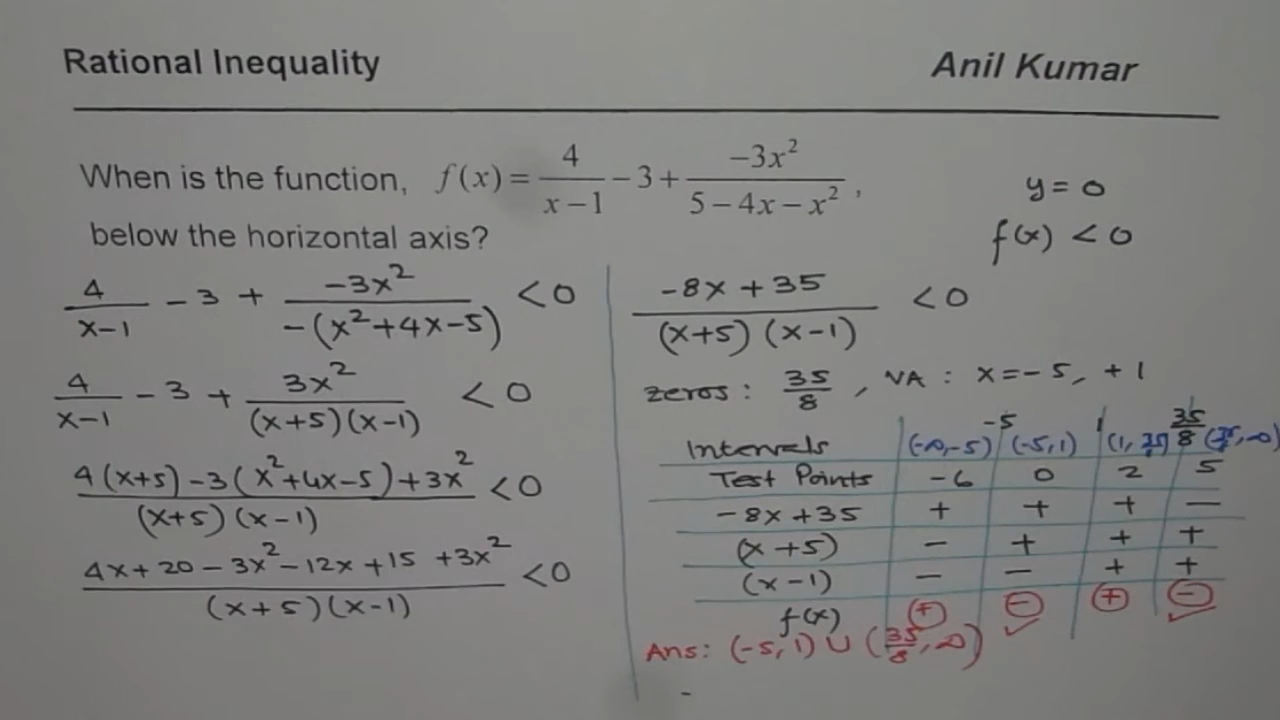 Rational Inequality Anil Kumar
When is the function, f(x) = 4/(x−1) − 3 + −3x²/(5−4x−x²),
below the horizontal axis?
y = 0
f(x) < 0
4/(x−1) − 3 + −3x²/−(x²+4x−5) < 0
4/(x−1) − 3 + 3x²/((x+5)(x−1)) < 0
4(x+5)−3(x²+4x−5)+3x²/((x+5)(x−1)) < 0
4x+20−3x²−12x+15+3x²/((x+5)(x−1)) < 0
−8x+35/((x+5)(x−1)) < 0
zeros: 35/8, VA: x=−5, +1
−5 1 35/8
Intervals (−∞,−5) (−5,1) (1, 35/8) (35/8,∞)
Test Points −6 0 2 5
−8x+35 + + + −
(x+5) − + + +
(x−1) − − + +
f(x) + − ✓ + − ✓
Ans: (−5,1) ∪ (35/8, ∞)